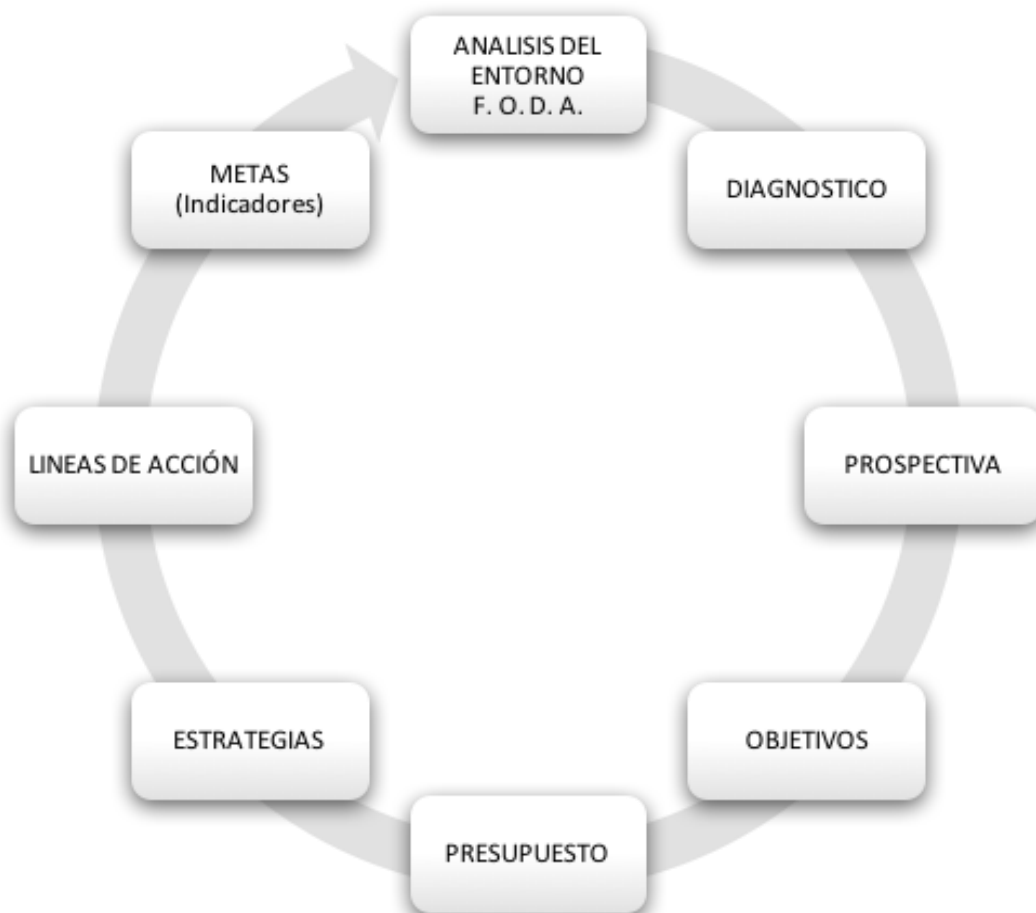 ANALISIS DEL
ENTORNO
F. O. D. A.
DIAGNOSTICO
PROSPECTIVA
OBJETIVOS
PRESUPUESTO
ESTRATEGIAS
LINEAS DE ACCIÓN
METAS
(Indicadores)